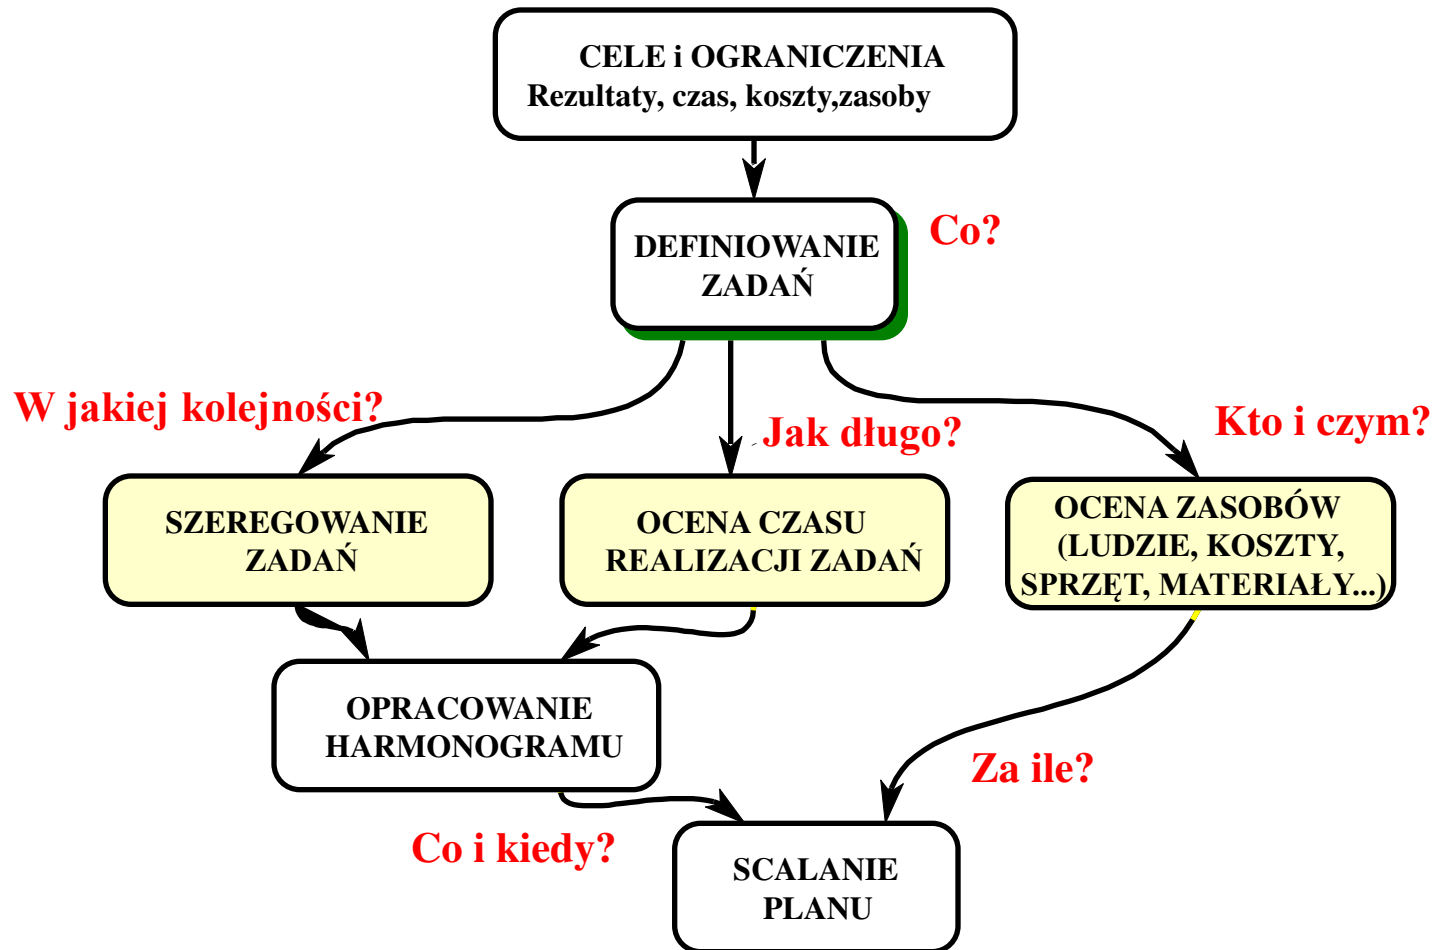 CELE i OGRANICZENIA
Rezultaty, czas, koszty,zasoby
DEFINIOWANIE
ZADAŃ
Co?
W jakiej kolejności?
Jak długo?
Kto i czym?
SZEREGOWANIE
ZADAŃ
OCENA CZASU
REALIZACJI ZADAŃ
OCENA ZASOBÓW
(LUDZIE, KOSZTY,
SPRZĘT, MATERIAŁY...)
OPRACOWANIE
HARMONOGRAMU
Za ile?
Co i kiedy?
SCALANIE
PLANU